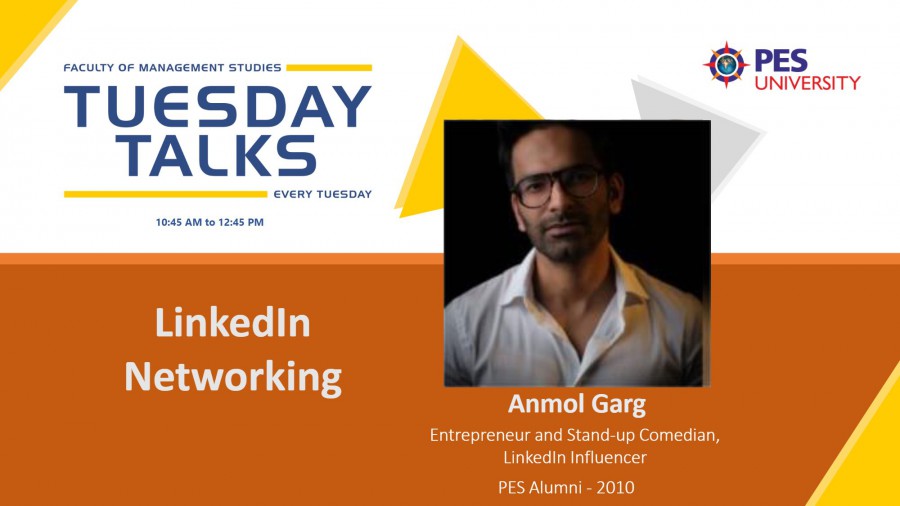 FACULTY OF MANAGEMENT STUDIES
TUESDAY
TALKS
EVERY TUESDAY
10:45 AM to 12:45 PM
PES
UNIVERSITY
LinkedIn
Networking
Anmol Garg
Entrepreneur and Stand-up Comedian,
LinkedIn Influencer
PES Alumni - 2010